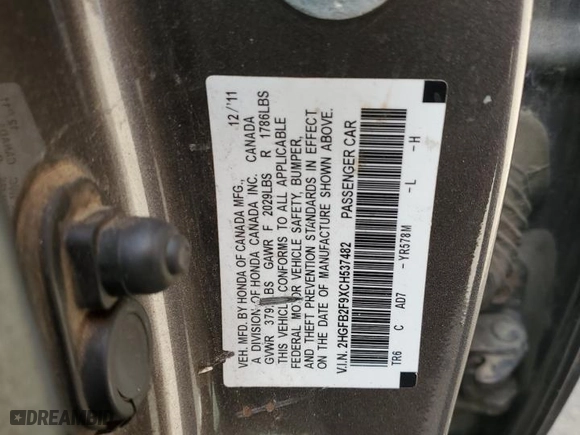 VEH. MFD. BY HONDA OF CANADA MFG. 12/'11
A DIVISION OF HONDA CANADA INC. CANADA
GVWR LBS GAWR F 2029LBS R 1786LBS
THIS VEHICLE CONFORMS TO ALL APPLICABLE
FEDERAL MOTOR VEHICLE SAFETY, BUMPER,
AND THEFT PREVENTION STANDARDS IN EFFECT
ON THE DATE OF MANUFACTURE SHOWN ABOVE.
V.I.N. 2HGFB2F9XCH537482 PASSENGER CAR
TR6 C AD7 - YR578M - L - H
DREAMBID